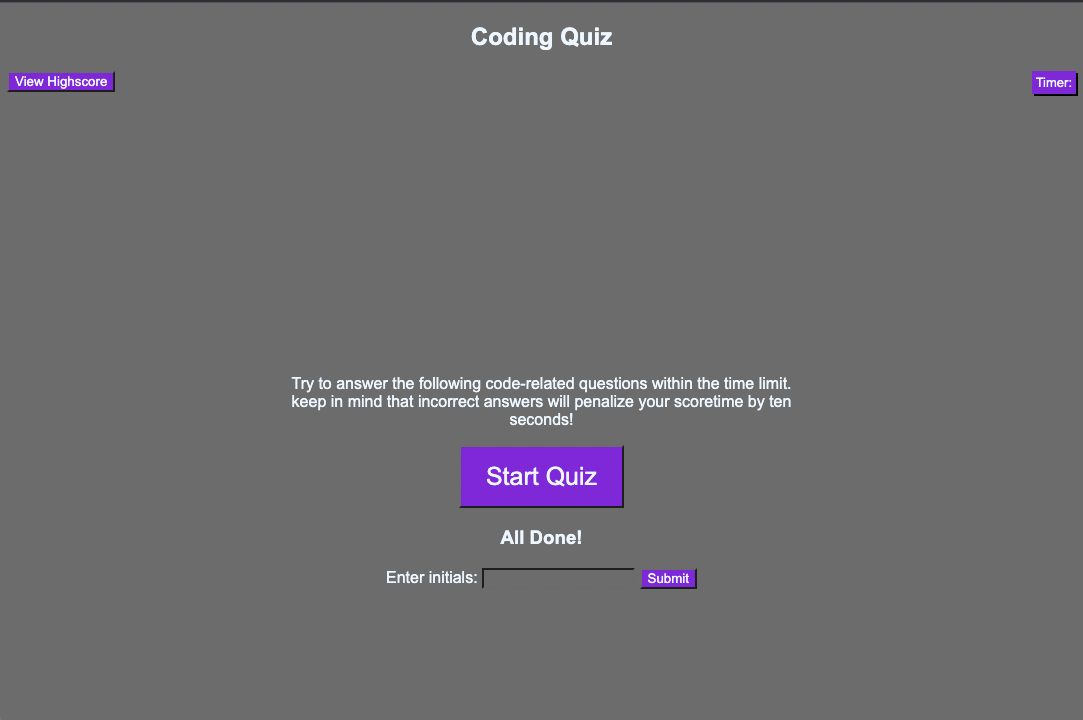 Coding Quiz
View Highscore
Timer:
Try to answer the following code-related questions within the time limit.
keep in mind that incorrect answers will penalize your scoretime by ten
seconds!
Start Quiz
All Done!
Enter initials:
Submit